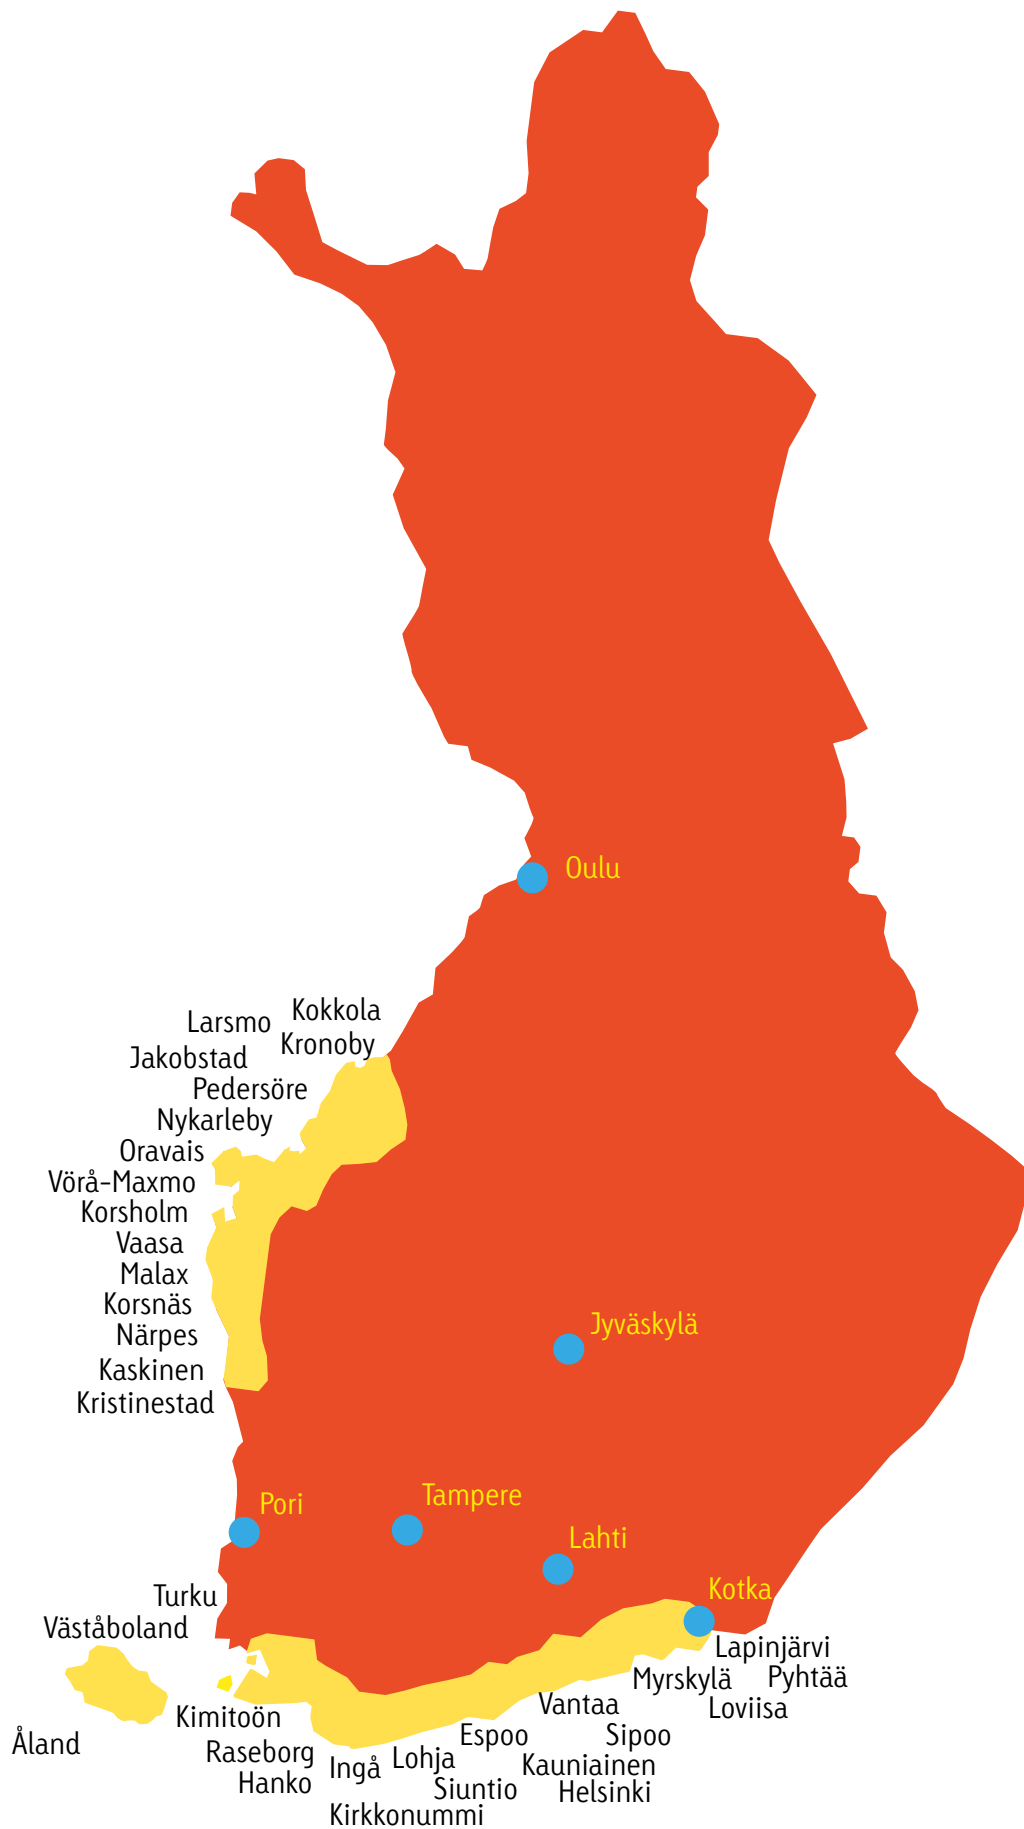 Oulu
Kokkola
Larsmo
Kronoby
Jakobstad
Pedersöre
Nykarleby
Oravais
Vörå-Maxmo
Korsholm
Vaasa
Malax
Korsnäs
Närpes
Kaskinen
Kristinestad
Jyväskylä
Pori
Tampere
Lahti
Kotka
Turku
Väståboland
Åland
Kimitoön
Raseborg
Hanko
Ingå
Lohja
Kirkkonummi
Siuntio
Espoo
Kauniainen
Helsinki
Vantaa
Sipoo
Myrskylä
Lapinjärvi
Pyhtää
Loviisa